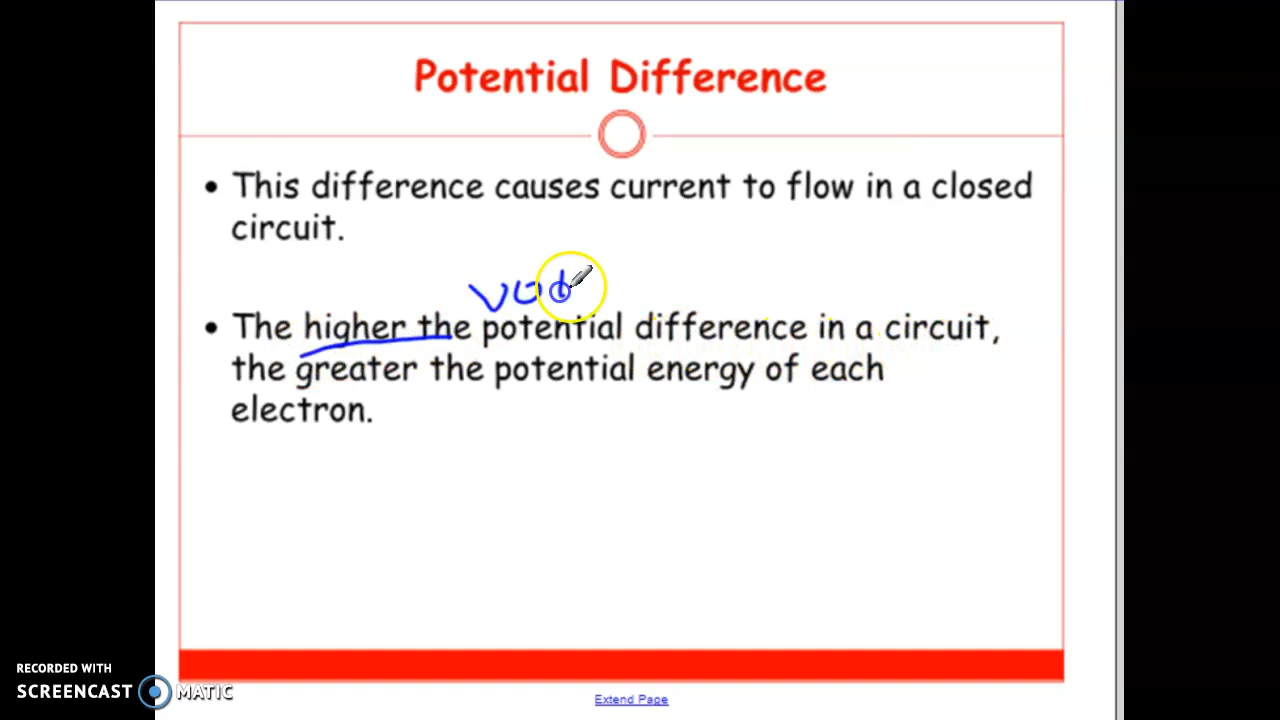 Potential Difference
• This difference causes current to flow in a closed
circuit.
• The higher the potential difference in a circuit,
the greater the potential energy of each
electron.
RECORDED WITH
SCREENCAST MATIC
Extend Page